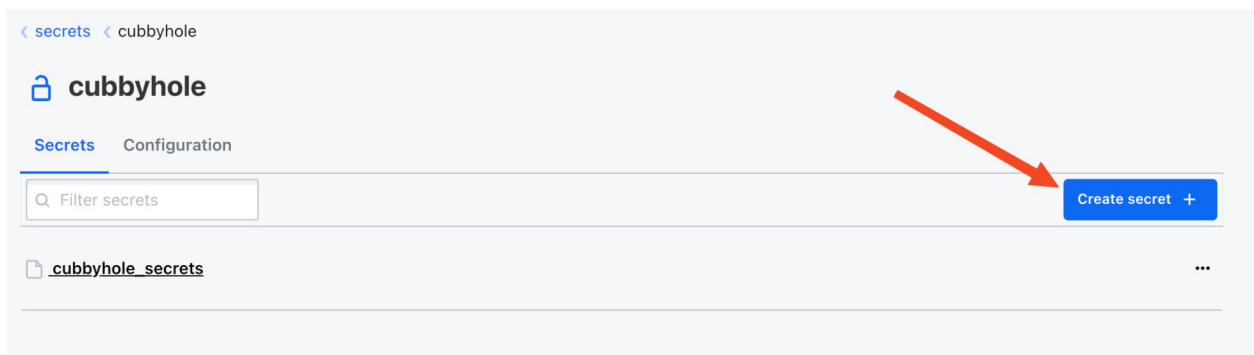 secrets cubbyhole
cubbyhole
Secrets Configuration
Filter secrets
Create secret +
cubbyhole_secrets